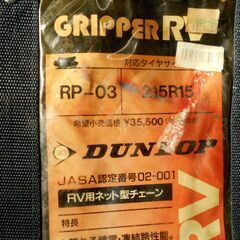 GRIPPER RV
対応タイヤサイズ
RP-03 215R15
希望小売価格 ¥35,500
DUNLOP
JASA認定番号02-001
RV用ネット型チェーン
特長
RV